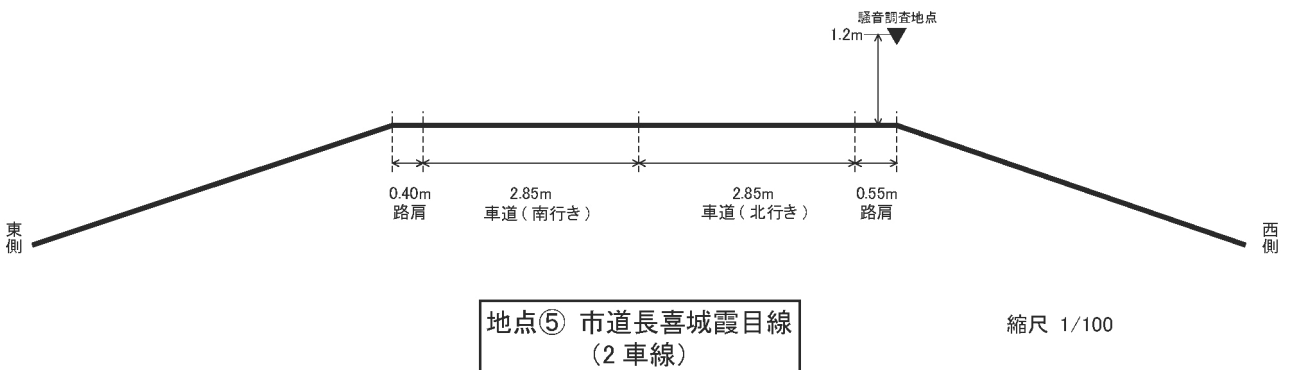 騒音調査地点
1.2m
0.40m
路肩
2.85m
車道(南行き)
2.85m
車道(北行き)
0.55m
路肩
東側
西側
地点⑤ 市道長喜城霞目線
(2車線)
縮尺 1/100